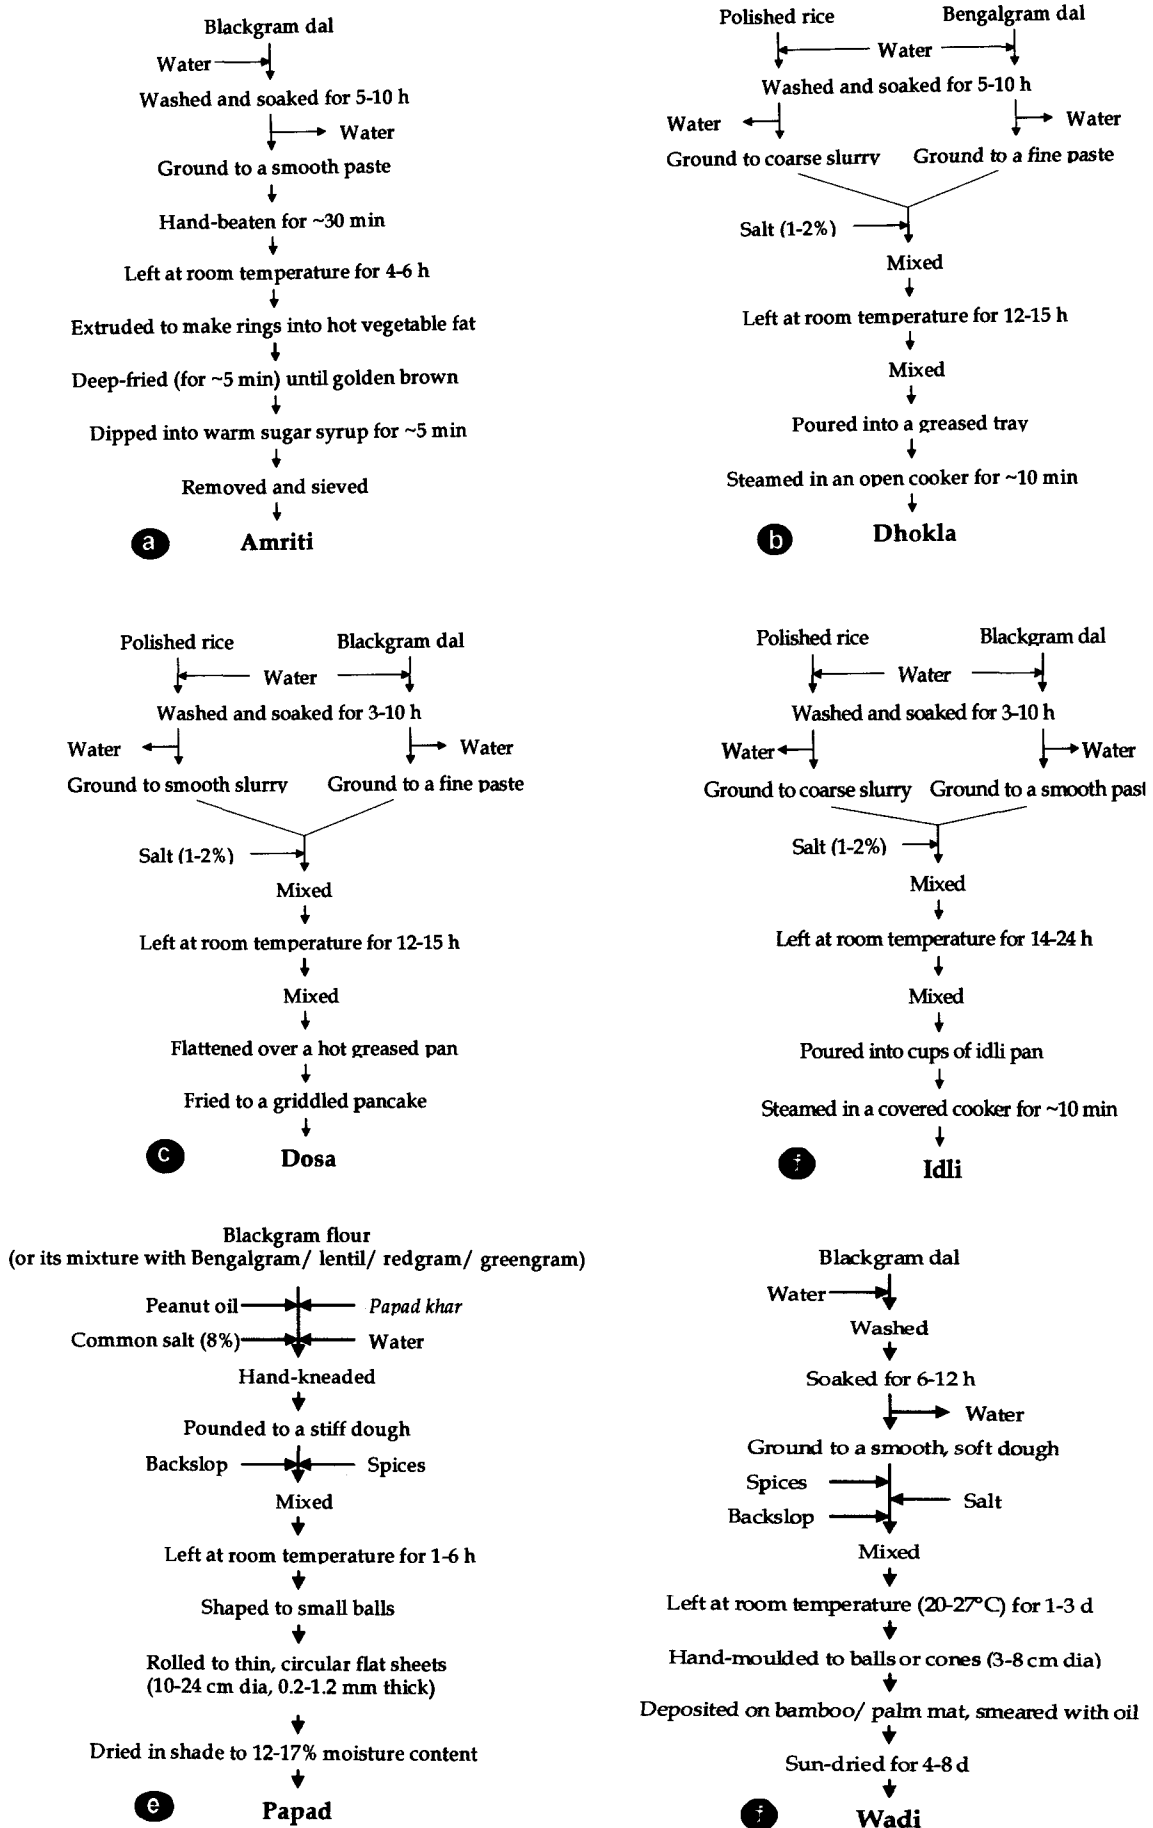 Blackgram dal
Water
Washed and soaked for 5-10 h
Water
Ground to a smooth paste
Hand-beaten for ~30 min
Left at room temperature for 4-6 h
Extruded to make rings into hot vegetable fat
Deep-fried (for ~5 min) until golden brown
Dipped into warm sugar syrup for ~5 min
Removed and sieved
a Amriti
Polished rice Bengalgram dal
Water
Washed and soaked for 5-10 h
Water Water
Ground to coarse slurry Ground to a fine paste
Salt (1-2%)
Mixed
Left at room temperature for 12-15 h
Mixed
Poured into a greased tray
Steamed in an open cooker for ~10 min
b Dhokla
Polished rice Blackgram dal
Water
Washed and soaked for 3-10 h
Water Water
Ground to smooth slurry Ground to a fine paste
Salt (1-2%)
Mixed
Left at room temperature for 12-15 h
Mixed
Flattened over a hot greased pan
Fried to a griddled pancake
c Dosa
Polished rice Blackgram dal
Water
Washed and soaked for 3-10 h
Water Water
Ground to coarse slurry Ground to a smooth past
Salt (1-2%)
Mixed
Left at room temperature for 14-24 h
Mixed
Poured into cups of idli pan
Steamed in a covered cooker for ~10 min
Idli
Blackgram flour
(or its mixture with Bengalgram/ lentil/ redgram/ greengram)
Peanut oil Papad khar
Common salt (8%) Water
Hand-kneaded
Pounded to a stiff dough
Backslop Spices
Mixed
Left at room temperature for 1-6 h
Shaped to small balls
Rolled to thin, circular flat sheets
(10-24 cm dia, 0.2-1.2 mm thick)
Dried in shade to 12-17% moisture content
e Papad
Blackgram dal
Water
Washed
Soaked for 6-12 h
Water
Ground to a smooth, soft dough
Spices
Salt
Backslop
Mixed
Left at room temperature (20-27°C) for 1-3 d
Hand-moulded to balls or cones (3-8 cm dia)
Deposited on bamboo/ palm mat, smeared with oil
Sun-dried for 4-8 d
Wadi